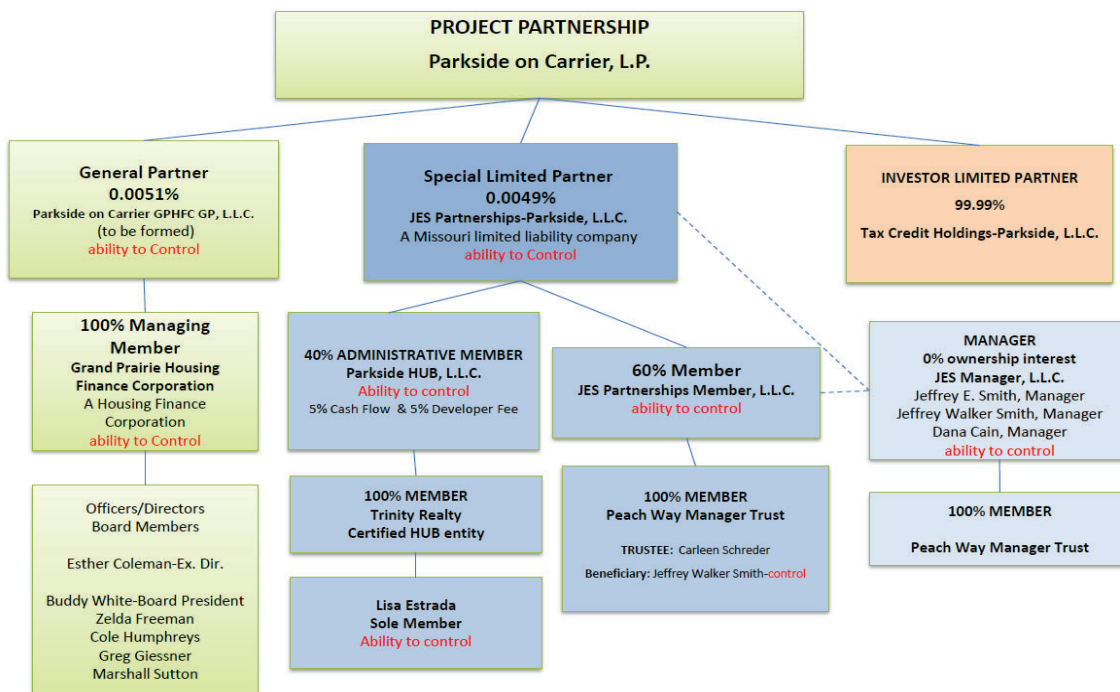 PROJECT PARTNERSHIP
Parkside on Carrier, L.P.
General Partner
0.0051%
Parkside on Carrier GPHFC GP, L.L.C.
(to be formed)
ability to Control
Special Limited Partner
0.0049%
JES Partnerships-Parkside, L.L.C.
A Missouri limited liability company
ability to Control
INVESTOR LIMITED PARTNER
99.99%
Tax Credit Holdings-Parkside, L.L.C.
100% Managing
Member
Grand Prairie Housing
Finance Corporation
A Housing Finance
Corporation
ability to Control
40% ADMINISTRATIVE MEMBER
Parkside HUB, L.L.C.
Ability to control
5% Cash Flow & 5% Developer Fee
60% Member
JES Partnerships Member, L.L.C.
ability to control
MANAGER
0% ownership interest
JES Manager, L.L.C.
Jeffrey E. Smith, Manager
Jeffrey Walker Smith, Manager
Dana Cain, Manager
ability to control
Officers/Directors
Board Members
Esther Coleman-Ex. Dir.
Buddy White-Board President
Zelda Freeman
Cole Humphreys
Greg Giessner
Marshall Sutton
100% MEMBER
Trinity Realty
Certified HUB entity
Lisa Estrada
Sole Member
Ability to control
100% MEMBER
Peach Way Manager Trust
TRUSTEE: Carleen Schreder
Beneficiary: Jeffrey Walker Smith-control
100% MEMBER
Peach Way Manager Trust